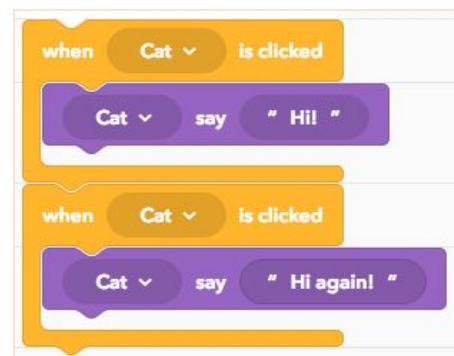 when Cat is clicked
Cat say " Hi! "
when Cat is clicked
Cat say " Hi again! "